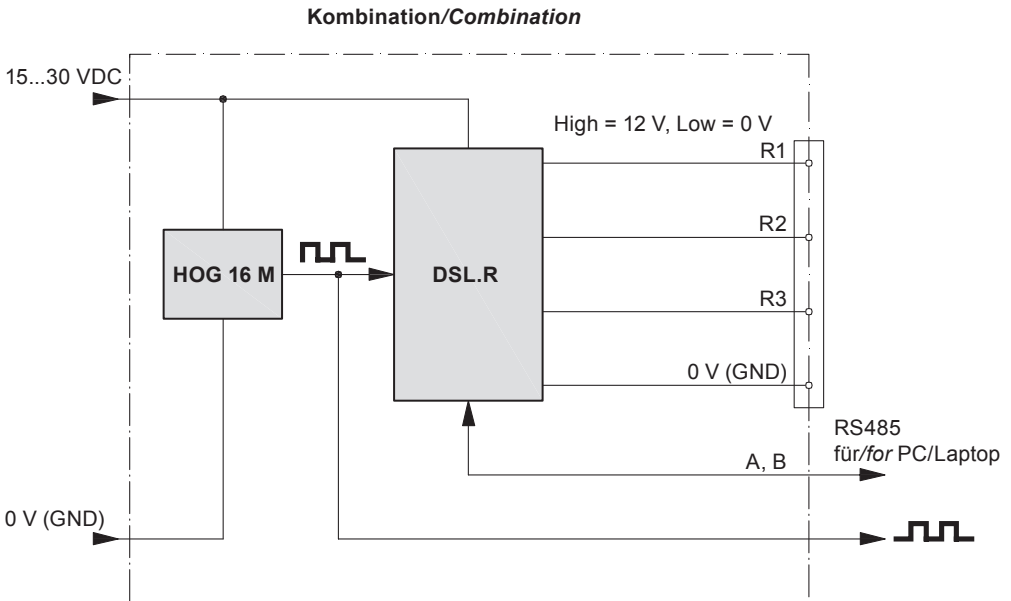 Kombination/Combination
15...30 VDC
High = 12 V, Low = 0 V
R1
R2
HOG 16 M
DSL.R
R3
0 V (GND)
RS485
für/for PC/Laptop
A, B
0 V (GND)